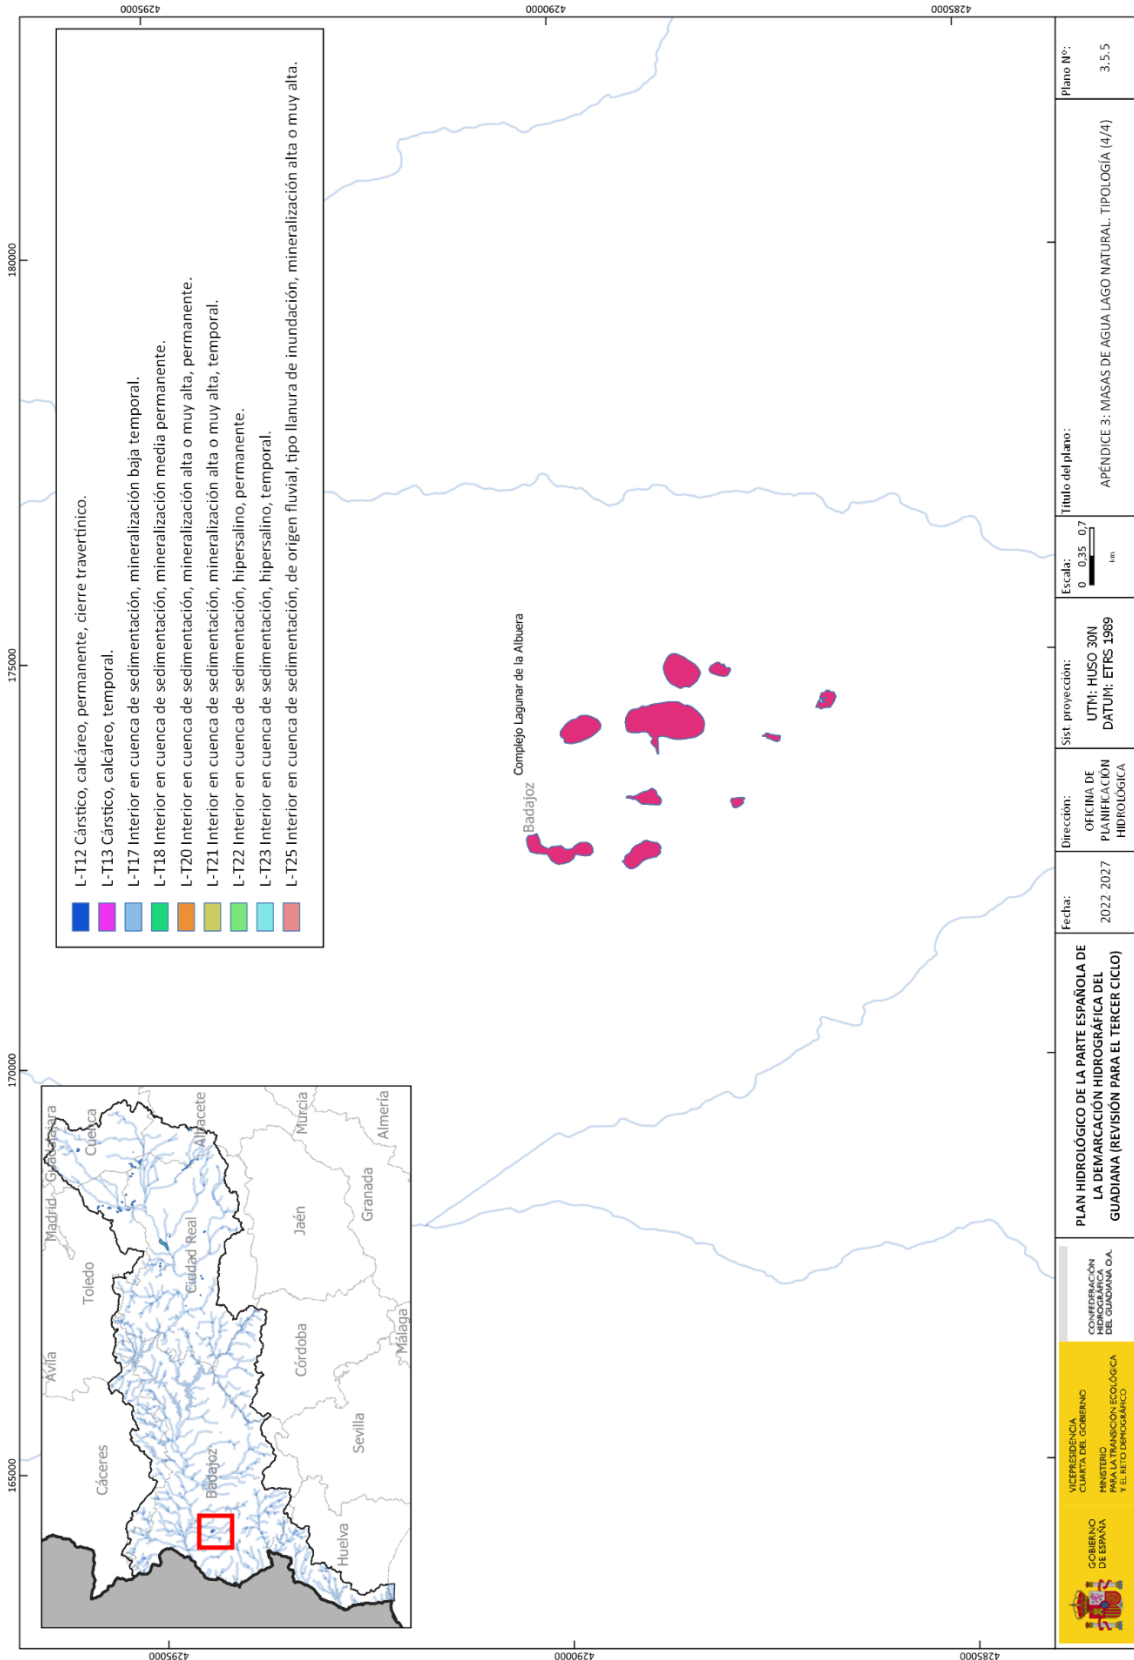 165000
170000
175000
180000
4295000
4290000
4285000
4295000
4290000
4285000
Ávila
Madrid
Guadalajara
Cáceres
Toledo
Cuenca
Badajoz
Ciudad Real
Albacete
Huelva
Sevilla
Córdoba
Jaén
Murcia
Granada
Málaga
Almería
L-T12 Cárstico, calcáreo, permanente, cierre travertínico.
L-T13 Cárstico, calcáreo, temporal.
L-T17 Interior en cuenca de sedimentación, mineralización baja temporal.
L-T18 Interior en cuenca de sedimentación, mineralización media permanente.
L-T20 Interior en cuenca de sedimentación, mineralización alta o muy alta, permanente.
L-T21 Interior en cuenca de sedimentación, mineralización alta o muy alta, temporal.
L-T22 Interior en cuenca de sedimentación, hipersalino, permanente.
L-T23 Interior en cuenca de sedimentación, hipersalino, temporal.
L-T25 Interior en cuenca de sedimentación, de origen fluvial, tipo llanura de inundación, mineralización alta o muy alta.
Complejo Lagunar de la Albuera
Badajoz
GOBIERNO
DE ESPAÑA
VICEPRESIDENCIA
CUARTA DEL GOBIERNO
MINISTERIO
PARA LA TRANSICIÓN ECOLÓGICA
Y EL RETO DEMOGRÁFICO
CONFEDERACIÓN
HIDROGRÁFICA
DEL GUADIANA O.A.
PLAN HIDROLÓGICO DE LA PARTE ESPAÑOLA DE
LA DEMARCACIÓN HIDROGRÁFICA DEL
GUADIANA (REVISIÓN PARA EL TERCER CICLO)
Fecha:
2022 2027
Dirección:
OFICINA DE
PLANIFICACIÓN
HIDROLÓGICA
Sist. proyección:
UTM: HUSO 30N
DATUM: ETRS 1989
Escala:
0 0,35 0,7
km
Título del plano:
APÉNDICE 3: MASAS DE AGUA LAGO NATURAL. TIPOLOGÍA (4/4)
Plano Nº:
3.5.5